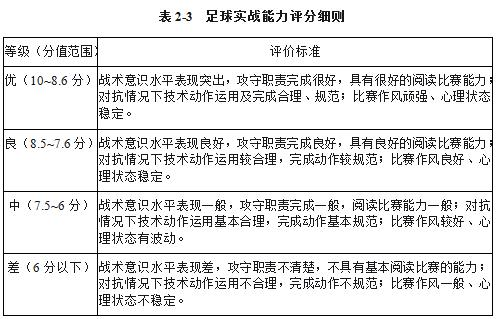 表 2-3 足球实战能力评分细则
等级（分值范围） 评价标准
优（10~8.6 分） 战术意识水平表现突出，攻守职责完成很好，具有很好的阅读比赛能力；
对抗情况下技术动作运用及完成合理、规范；比赛作风顽强、心理状态
稳定。
良（8.5~7.6 分） 战术意识水平表现良好，攻守职责完成良好，具有良好的阅读比赛能力；
对抗情况下技术动作运用较合理，完成动作较规范；比赛作风良好、心
理状态稳定。
中（7.5~6 分） 战术意识水平表现一般，攻守职责完成一般，阅读比赛能力一般；对抗
情况下技术动作运用基本合理，完成动作基本规范；比赛作风较好、心
理状态有波动。
差（6 分以下） 战术意识水平表现差，攻守职责不清楚，不具有基本阅读比赛的能力；
对抗情况下技术动作运用不合理，完成动作不规范；比赛作风一般、心
理状态不稳定。